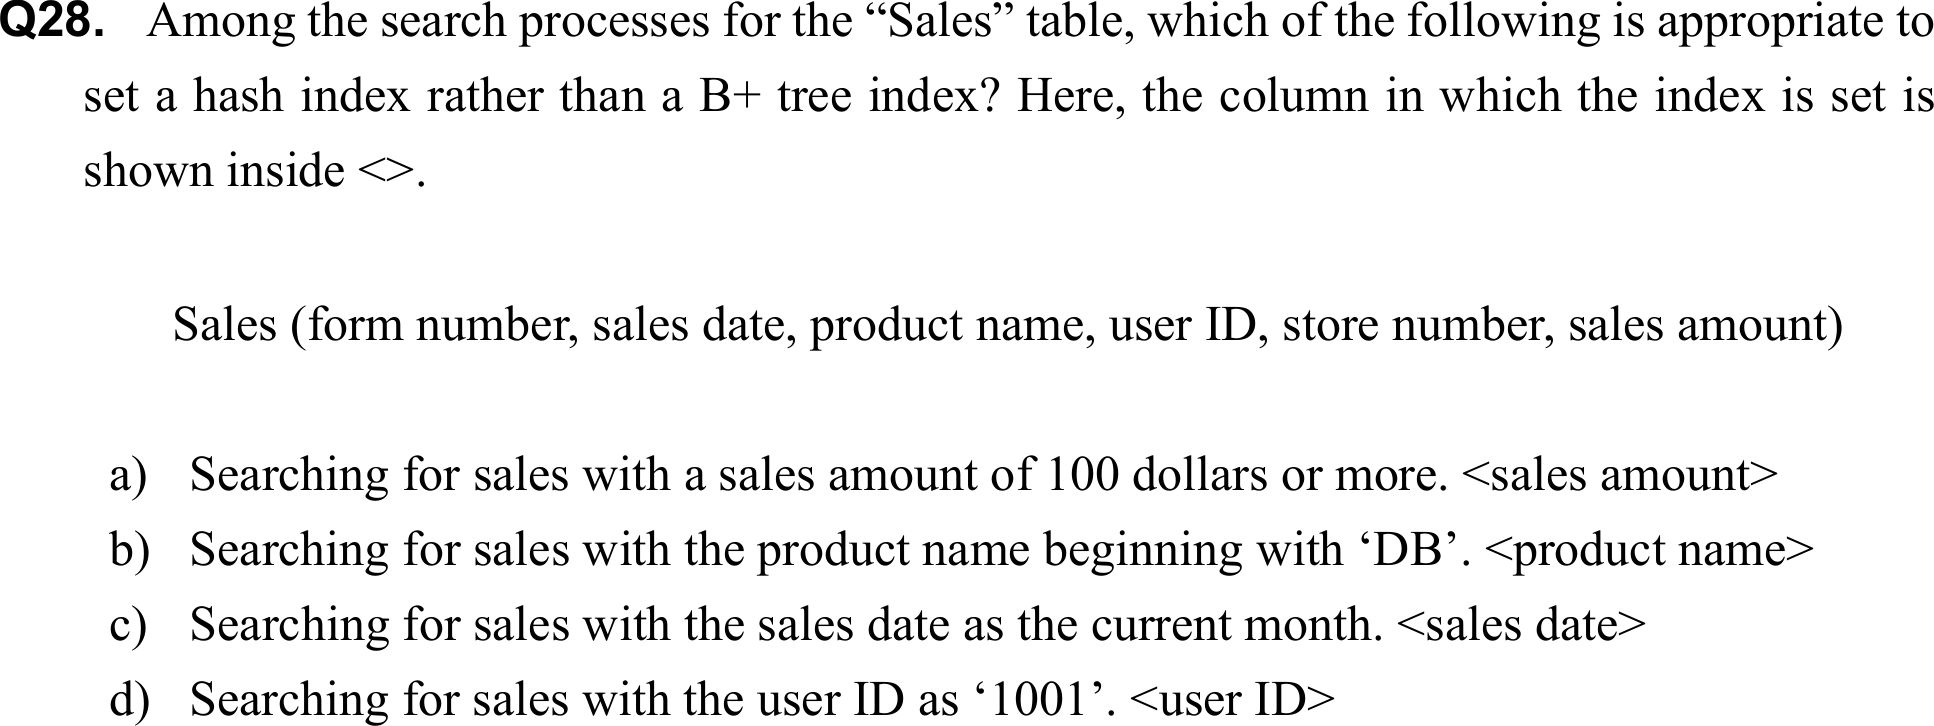 Q28. Among the search processes for the “Sales” table, which of the following is appropriate to
set a hash index rather than a B+ tree index? Here, the column in which the index is set is
shown inside <>.
Sales (form number, sales date, product name, user ID, store number, sales amount)
a) Searching for sales with a sales amount of 100 dollars or more. <sales amount>
b) Searching for sales with the product name beginning with ‘DB’. <product name>
c) Searching for sales with the sales date as the current month. <sales date>
d) Searching for sales with the user ID as ‘1001’. <user ID>